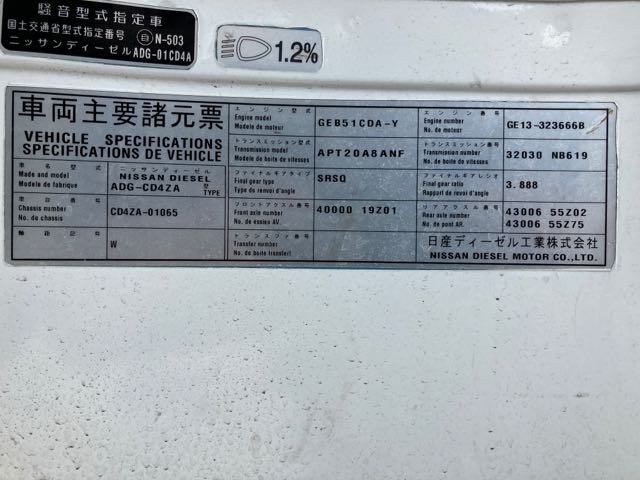 騒音型式指定車
国土交通省型式指定番号 自 N-503
ニッサンディーゼル ADG-01CD4A
1.2%
車両主要諸元票
VEHICLE SPECIFICATIONS
SPECIFICATIONS DE VEHICLE
車名型式
Made and model
Modèle de fabrique
ニッサンディーゼル
NISSAN DIESEL
ADG-CD4ZA 型
TYPE
車台番号
Chassis number
No. de chassis
CD4ZA-01065
軸距記号
W
エンジン型式
Engine model
Modele de moteur
GEB51CDA-Y
トランスミッション型式
Transmission model
Modele de boite de vitesses
APT20A8ANF
ファイナルギアタイプ
Final gear type
Type de renvoi d'angle
SRSQ
フロントアクスル番号
Front axle number
No. de essieu AV.
40000 19Z01
トランスファ番号
Transfer number
No. de boite transfert
エンジン番号
Engine number
No. de moteur
GE13-323666B
トランスミッション番号
Transmission number
No. de boite de vitesses
32030 NB619
ファイナルギアレシオ
Final gear ratio
Rapport de renvoi d'angle
3.888
リアアクスル番号
Rear axle number
No. de pont AR.
43006 55Z02
43006 55Z75
日産ディーゼル工業株式会社
NISSAN DIESEL MOTOR CO.,LTD.